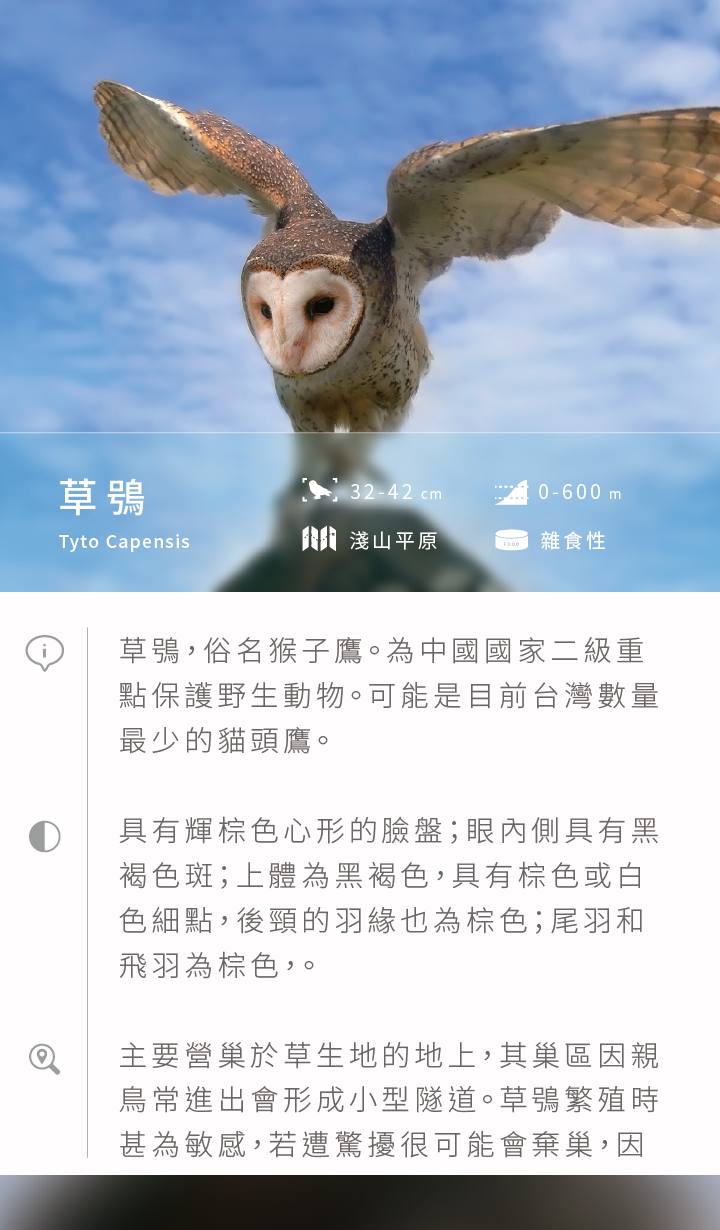 草鴞
Tyto Capensis
32-42 cm
0-600 m
淺山平原
FOOD
雜食性
草鴞，俗名猴子鷹。為中國國家二級重
點保護野生動物。可能是目前台灣數量
最少的貓頭鷹。
具有輝棕色心形的臉盤；眼內側具有黑
褐色斑；上體為黑褐色，具有棕色或白
色細點，後頸的羽緣也為棕色；尾羽和
飛羽為棕色，。
主要營巢於草生地的地上，其巢區因親
鳥常進出會形成小型隧道。草鴞繁殖時
甚為敏感，若遭驚擾很可能會棄巢，因